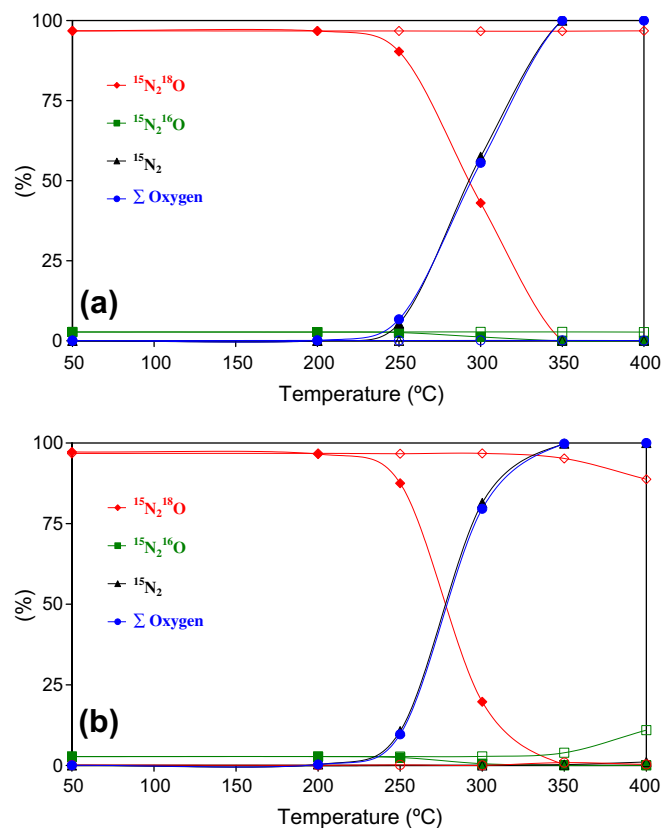 100
75
¹⁵N₂¹⁸O
¹⁵N₂¹⁶O
(%)
50
¹⁵N₂
∑ Oxygen
25
(a)
0
50 100 150 200 250 300 350 400
Temperature (ºC)
100
75
¹⁵N₂¹⁸O
¹⁵N₂¹⁶O
(%)
50
¹⁵N₂
∑ Oxygen
25
(b)
0
50 100 150 200 250 300 350 400
Temperature (ºC)